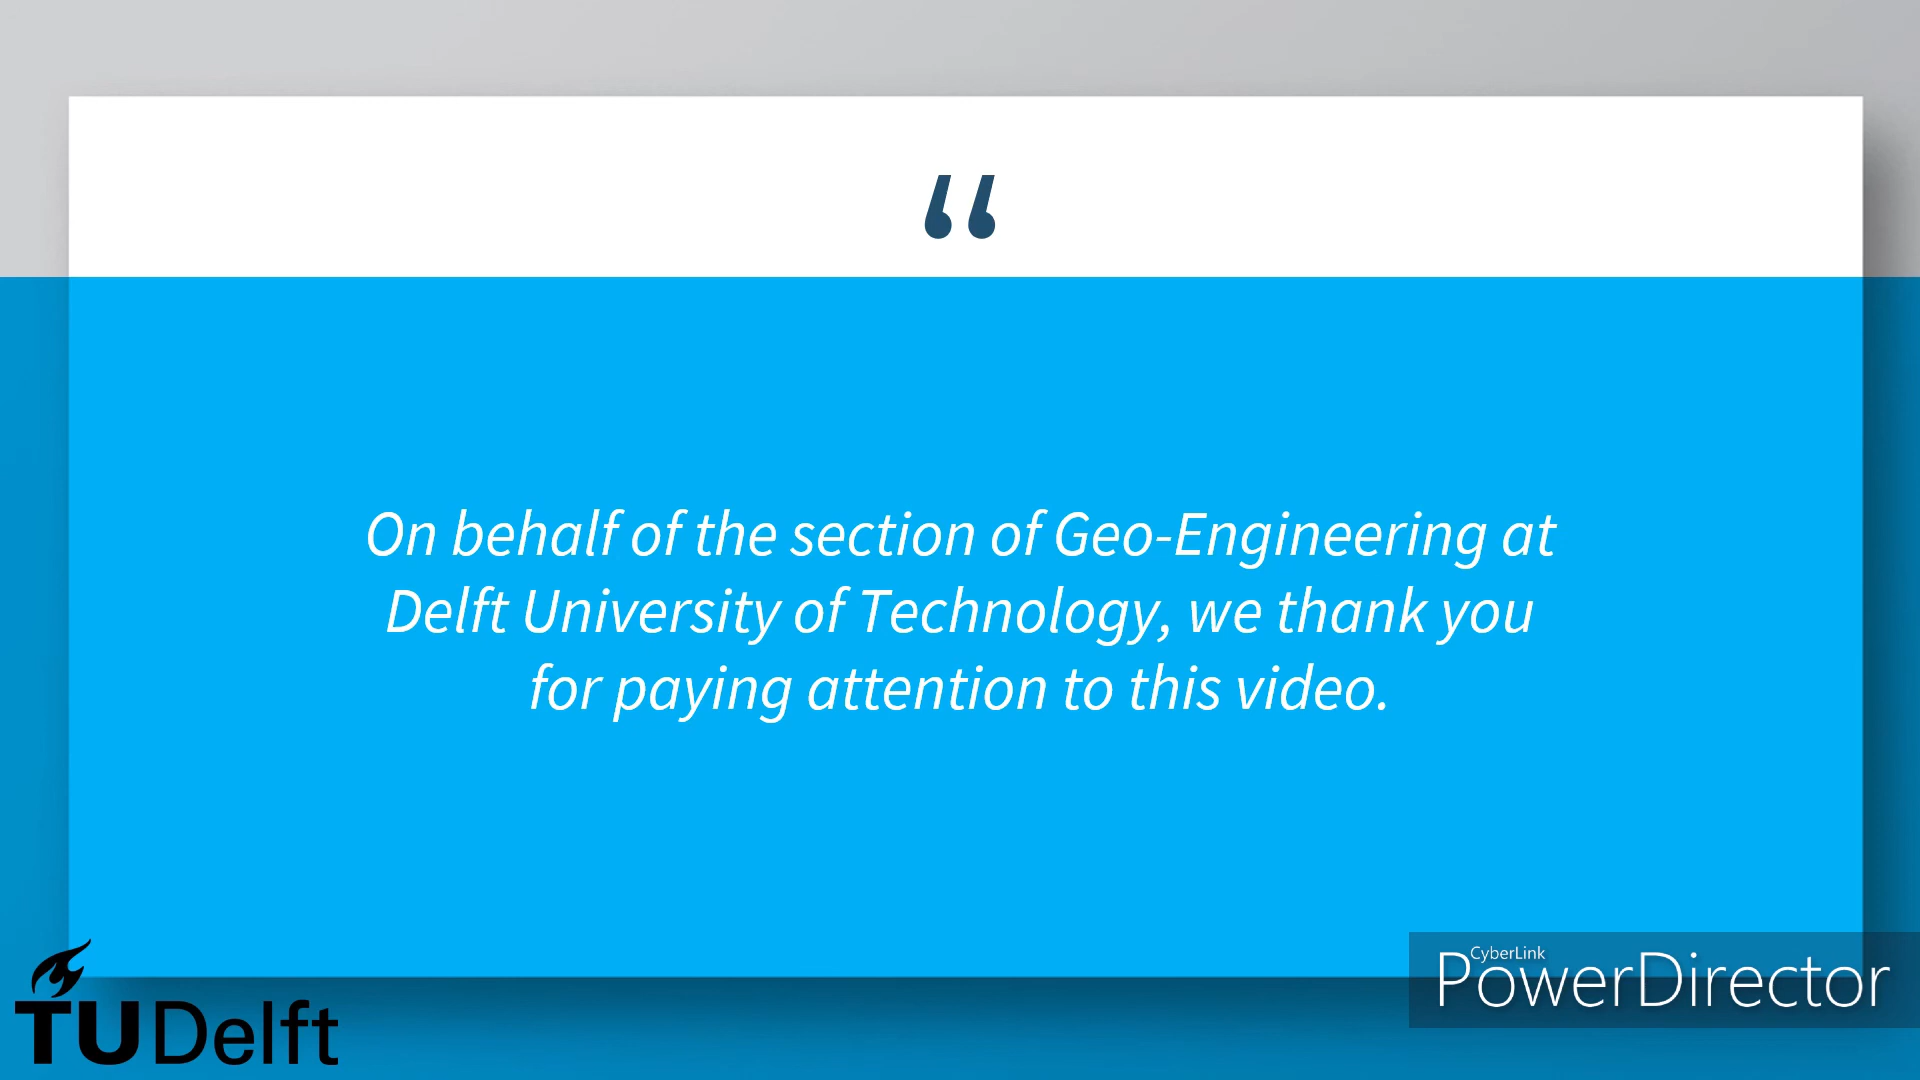 “
On behalf of the section of Geo-Engineering at
Delft University of Technology, we thank you
for paying attention to this video.
TUDelft
CyberLink
PowerDirector